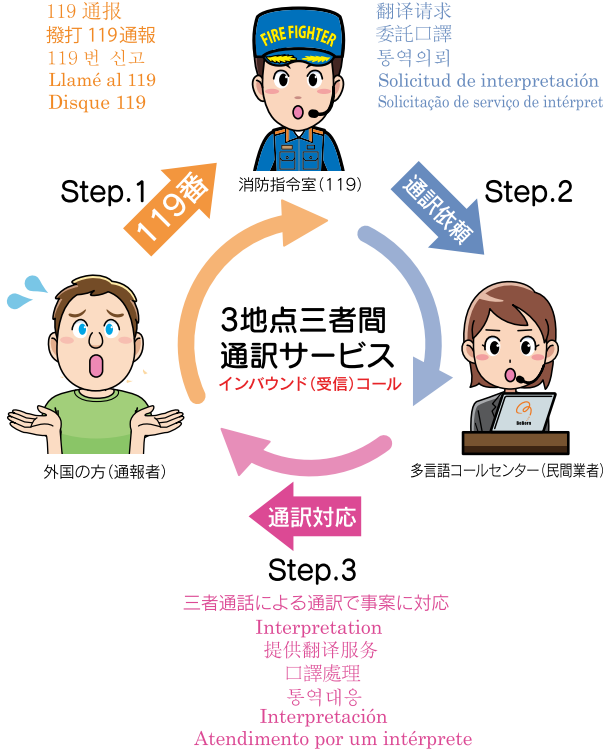 119 通报
撥打 119 通報
119 번 신고
Llamé al 119
Disque 119
FIRE FIGHTER
翻译请求
委託口譯
통역의뢰
Solicitud de interpretación
Solicitação de serviço de intérpret
消防指令室（119）
Step.1
119番
通訳依頼
Step.2
3地点三者間
通訳サービス
インバウンド（受信）コール
外国の方（通報者）
多言語コールセンター（民間業者）
通訳対応
Step.3
三者通話による通訳で事案に対応
Interpretation
提供翻译服务
口譯處理
통역대응
Interpretación
Atendimento por um intérprete